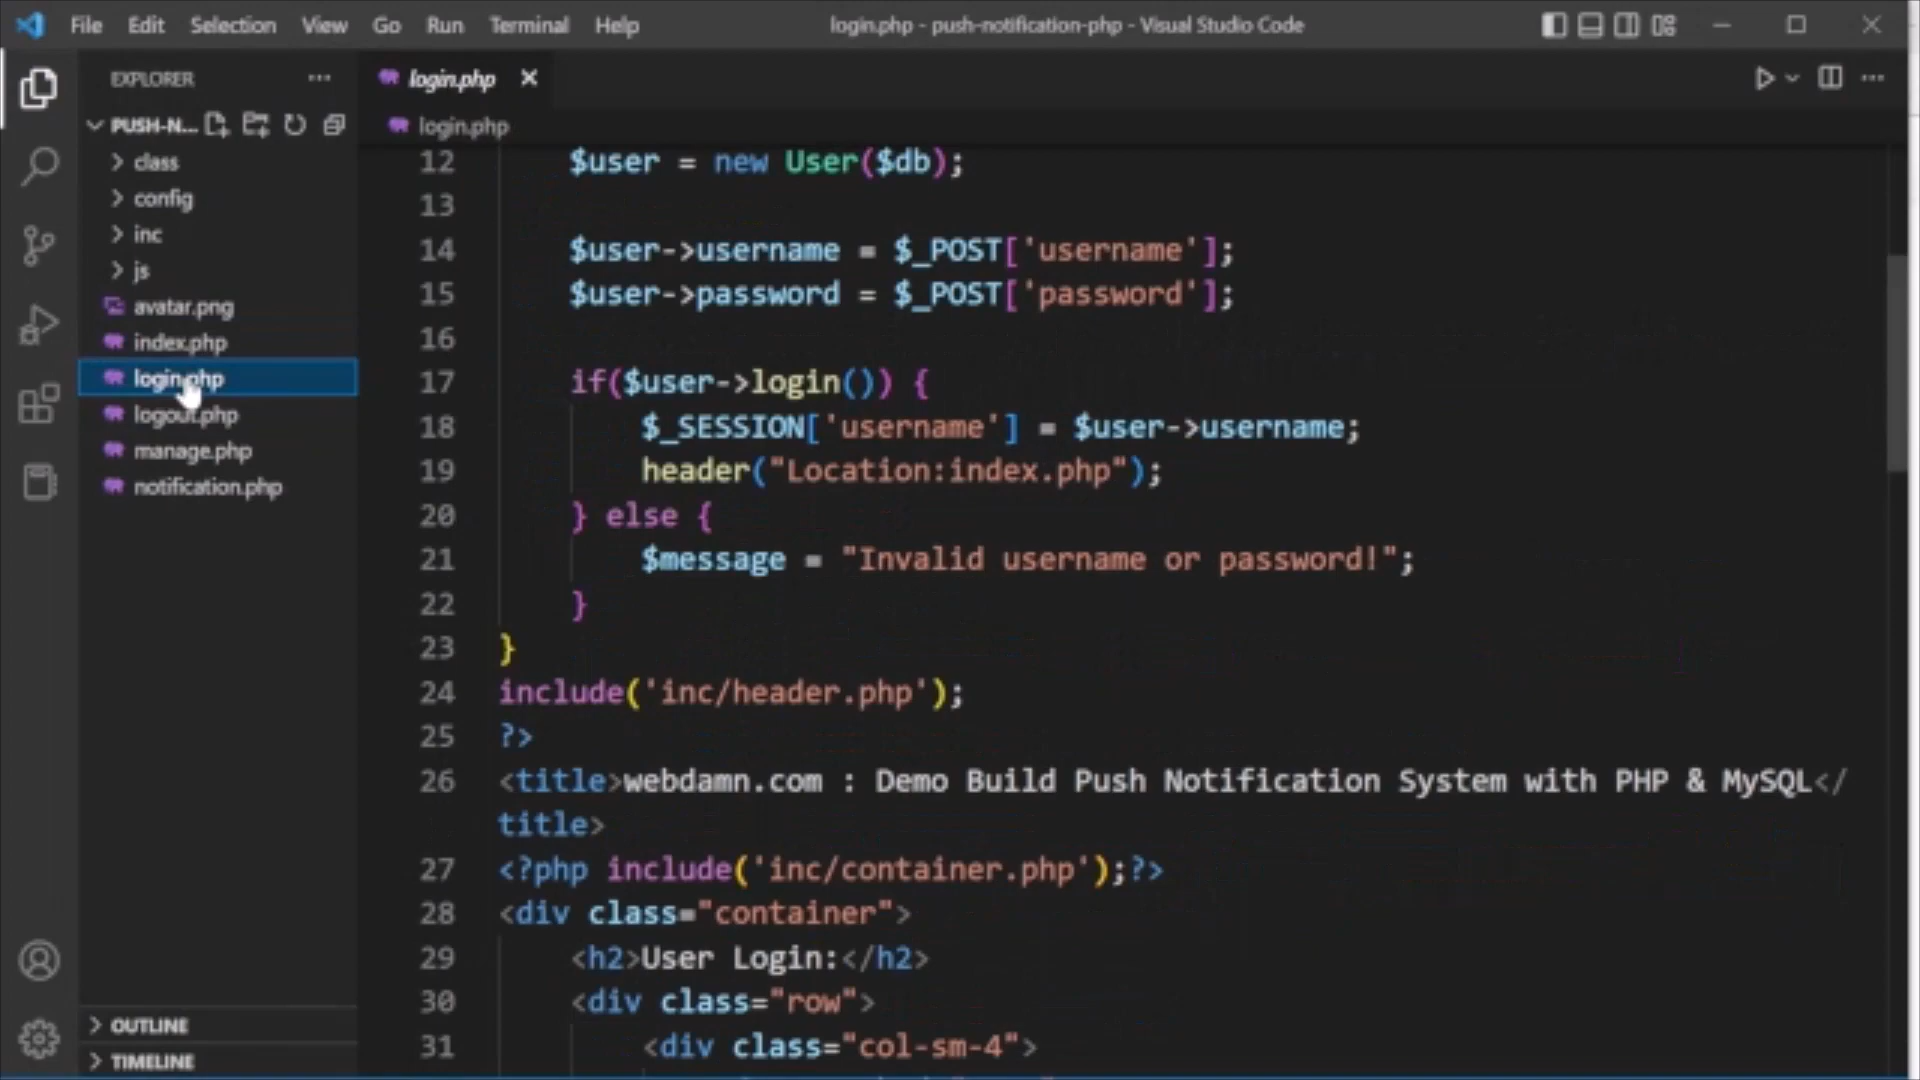 File Edit Selection View Go Run Terminal Help login.php - push-notification-php - Visual Studio Code
EXPLORER
PUSH-N...
class
config
inc
js
avatar.png
index.php
login.php
logout.php
manage.php
notification.php
OUTLINE
TIMELINE
login.php
login.php
12 $user = new User($db);
13
14 $user->username = $_POST['username'];
15 $user->password = $_POST['password'];
16
17 if($user->login()) {
18 $_SESSION['username'] = $user->username;
19 header("Location:index.php");
20 } else {
21 $message = "Invalid username or password!";
22 }
23 }
24 include('inc/header.php');
25 ?>
26 <title>webdamn.com : Demo Build Push Notification System with PHP & MySQL</
title>
27 <?php include('inc/container.php');?>
28 <div class="container">
29 <h2>User Login:</h2>
30 <div class="row">
31 <div class="col-sm-4">